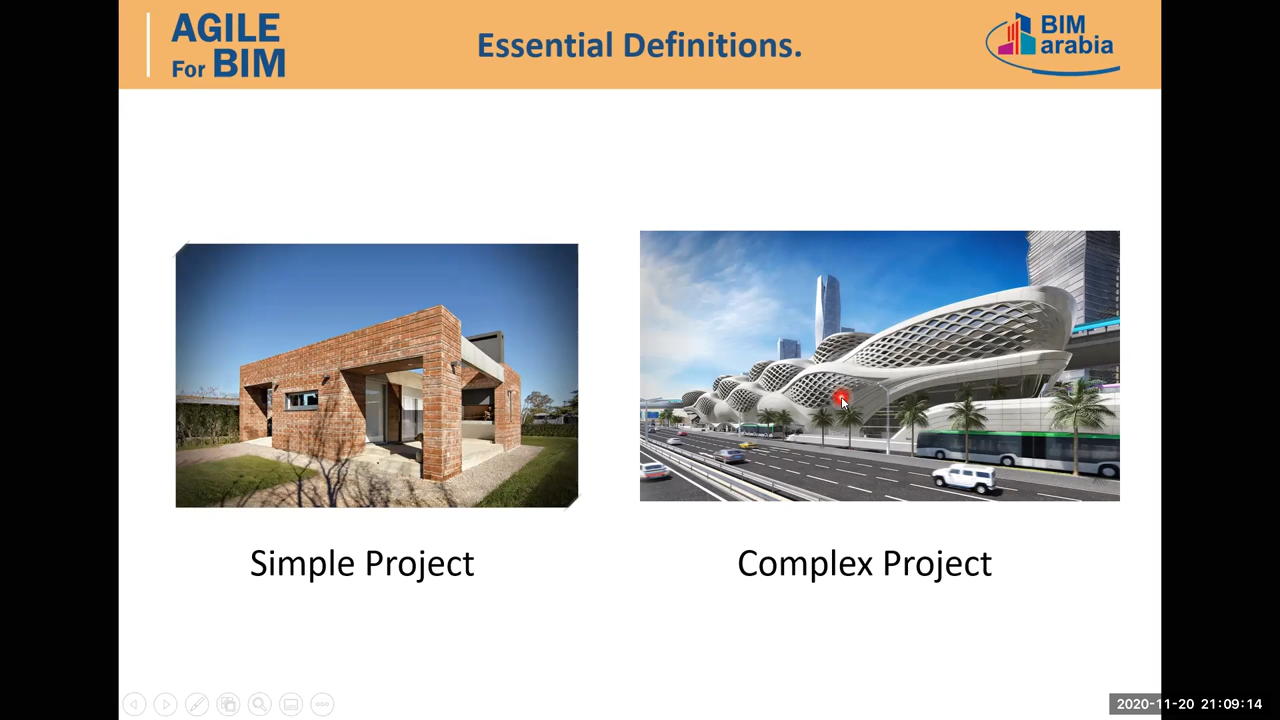 AGILE
For BIM
Essential Definitions.
BIM
arabia
Simple Project
Complex Project
2020-11-20 21:09:14